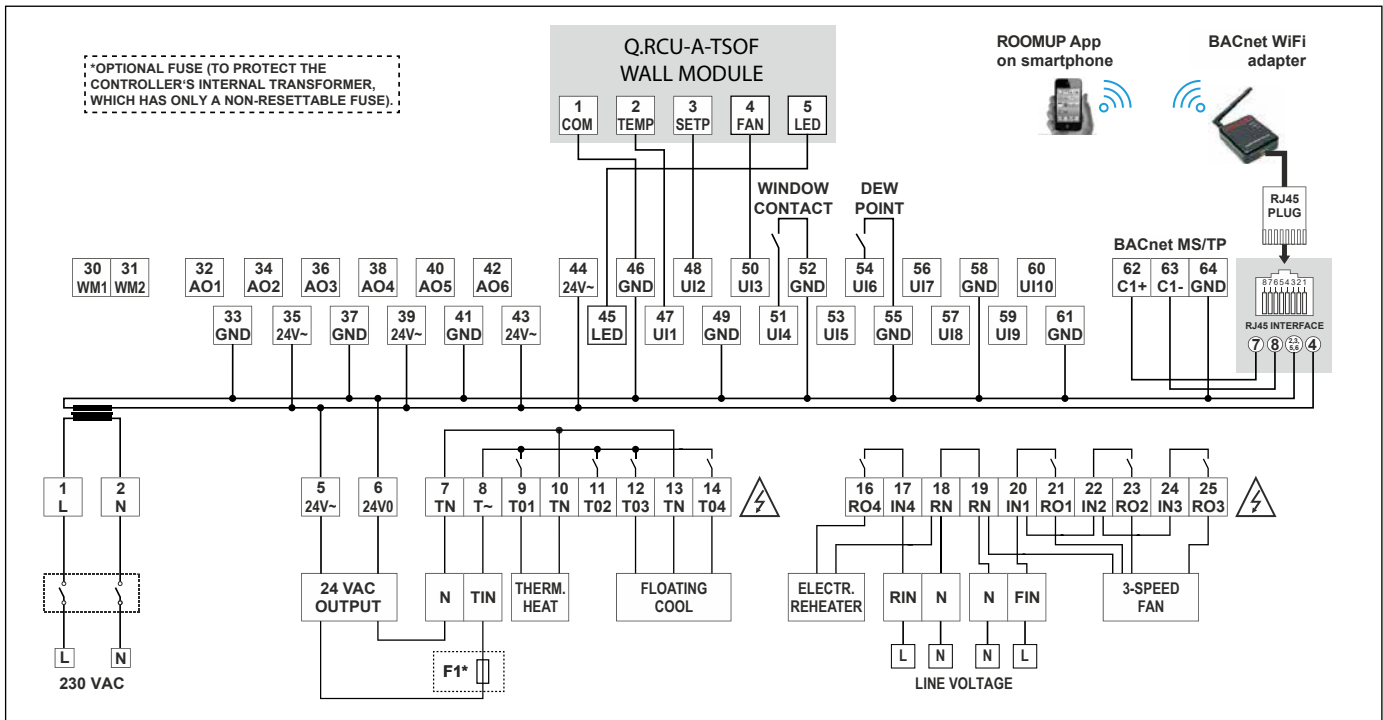 *OPTIONAL FUSE (TO PROTECT THE
CONTROLLER'S INTERNAL TRANSFORMER,
WHICH HAS ONLY A NON-RESETTABLE FUSE).
Q.RCU-A-TSOF
WALL MODULE
1 COM
2 TEMP
3 SETP
4 FAN
5 LED
ROOMUP App
on smartphone
BACnet WiFi
adapter
RJ45
PLUG
WINDOW
CONTACT
DEW
POINT
BACnet MS/TP
30 WM1
31 WM2
32 AO1
34 AO2
36 AO3
38 AO4
40 AO5
42 AO6
44 24V~
46 GND
48 UI2
50 UI3
52 GND
54 UI6
56 UI7
58 GND
60 UI10
62 C1+
63 C1-
64 GND
87654321
RJ45 INTERFACE
7
8
2,3,
5,6
4
33 GND
35 24V~
37 GND
39 24V~
41 GND
43 24V~
45 LED
47 UI1
49 GND
51 UI4
53 UI5
55 GND
57 UI8
59 UI9
61 GND
1 L
2 N
5 24V~
6 24V0
7 TN
8 T~
9 T01
10 TN
11 T02
12 T03
13 TN
14 T04
16 RO4
17 IN4
18 RN
19 RN
20 IN1
21 RO1
22 IN2
23 RO2
24 IN3
25 RO3
24 VAC
OUTPUT
N
TIN
THERM.
HEAT
FLOATING
COOL
ELECTR.
REHEATER
RIN
N
N
FIN
3-SPEED
FAN
L
N
230 VAC
F1*
L
N
N
L
LINE VOLTAGE